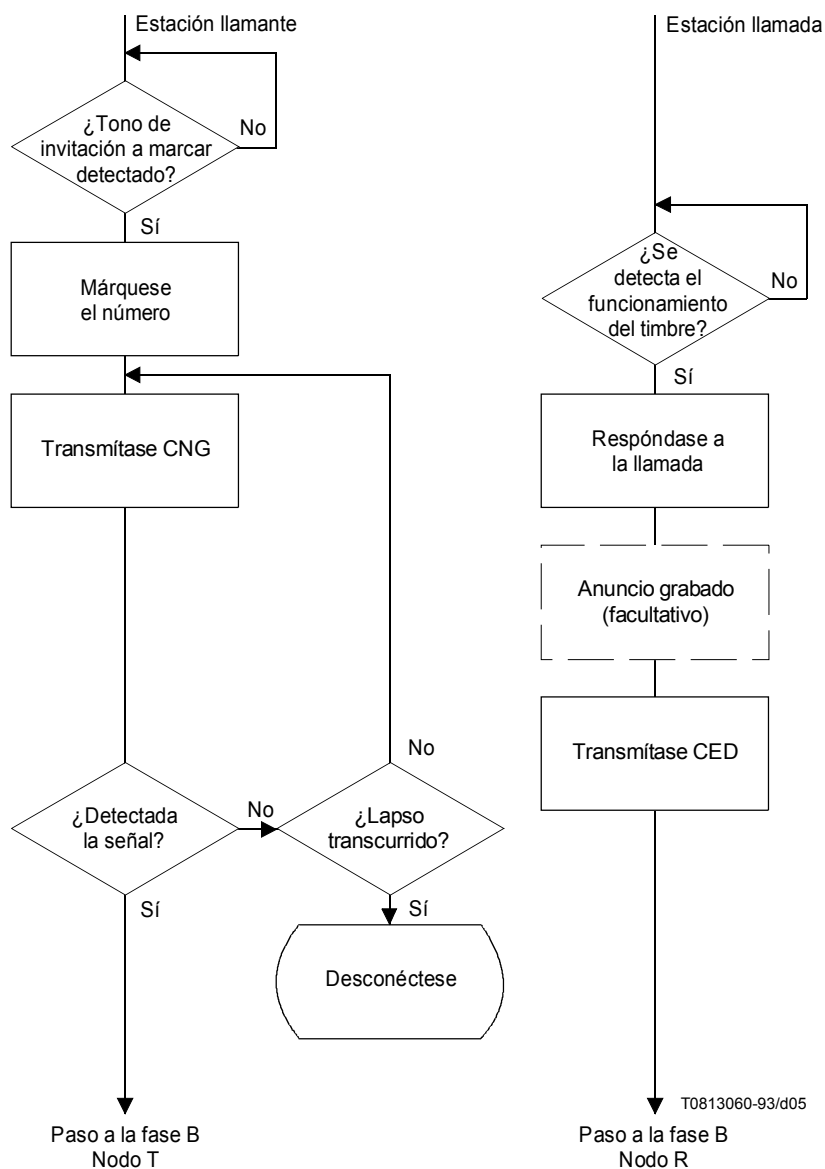 Estación llamante
¿Tono de
invitación a marcar
detectado?
No
Sí
Márquese
el número
Transmítase CNG
¿Detectada
la señal?
No
Sí
No
¿Lapso
transcurrido?
Sí
Desconéctese
Paso a la fase B
Nodo T
Estación llamada
¿Se
detecta el
funcionamiento
del timbre?
No
Sí
Respóndase a
la llamada
Anuncio grabado
(facultativo)
Transmítase CED
T0813060-93/d05
Paso a la fase B
Nodo R